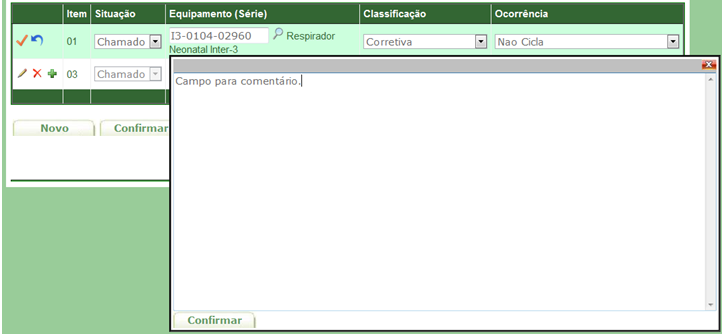 Item Situação Equipamento (Série) Classificação Ocorrência
01 Chamado I3-0104-02960 Respirador Corretiva Nao Cicla
Neonatal Inter-3
03 Chamado
Campo para comentário.
Novo Confirmar
Confirmar